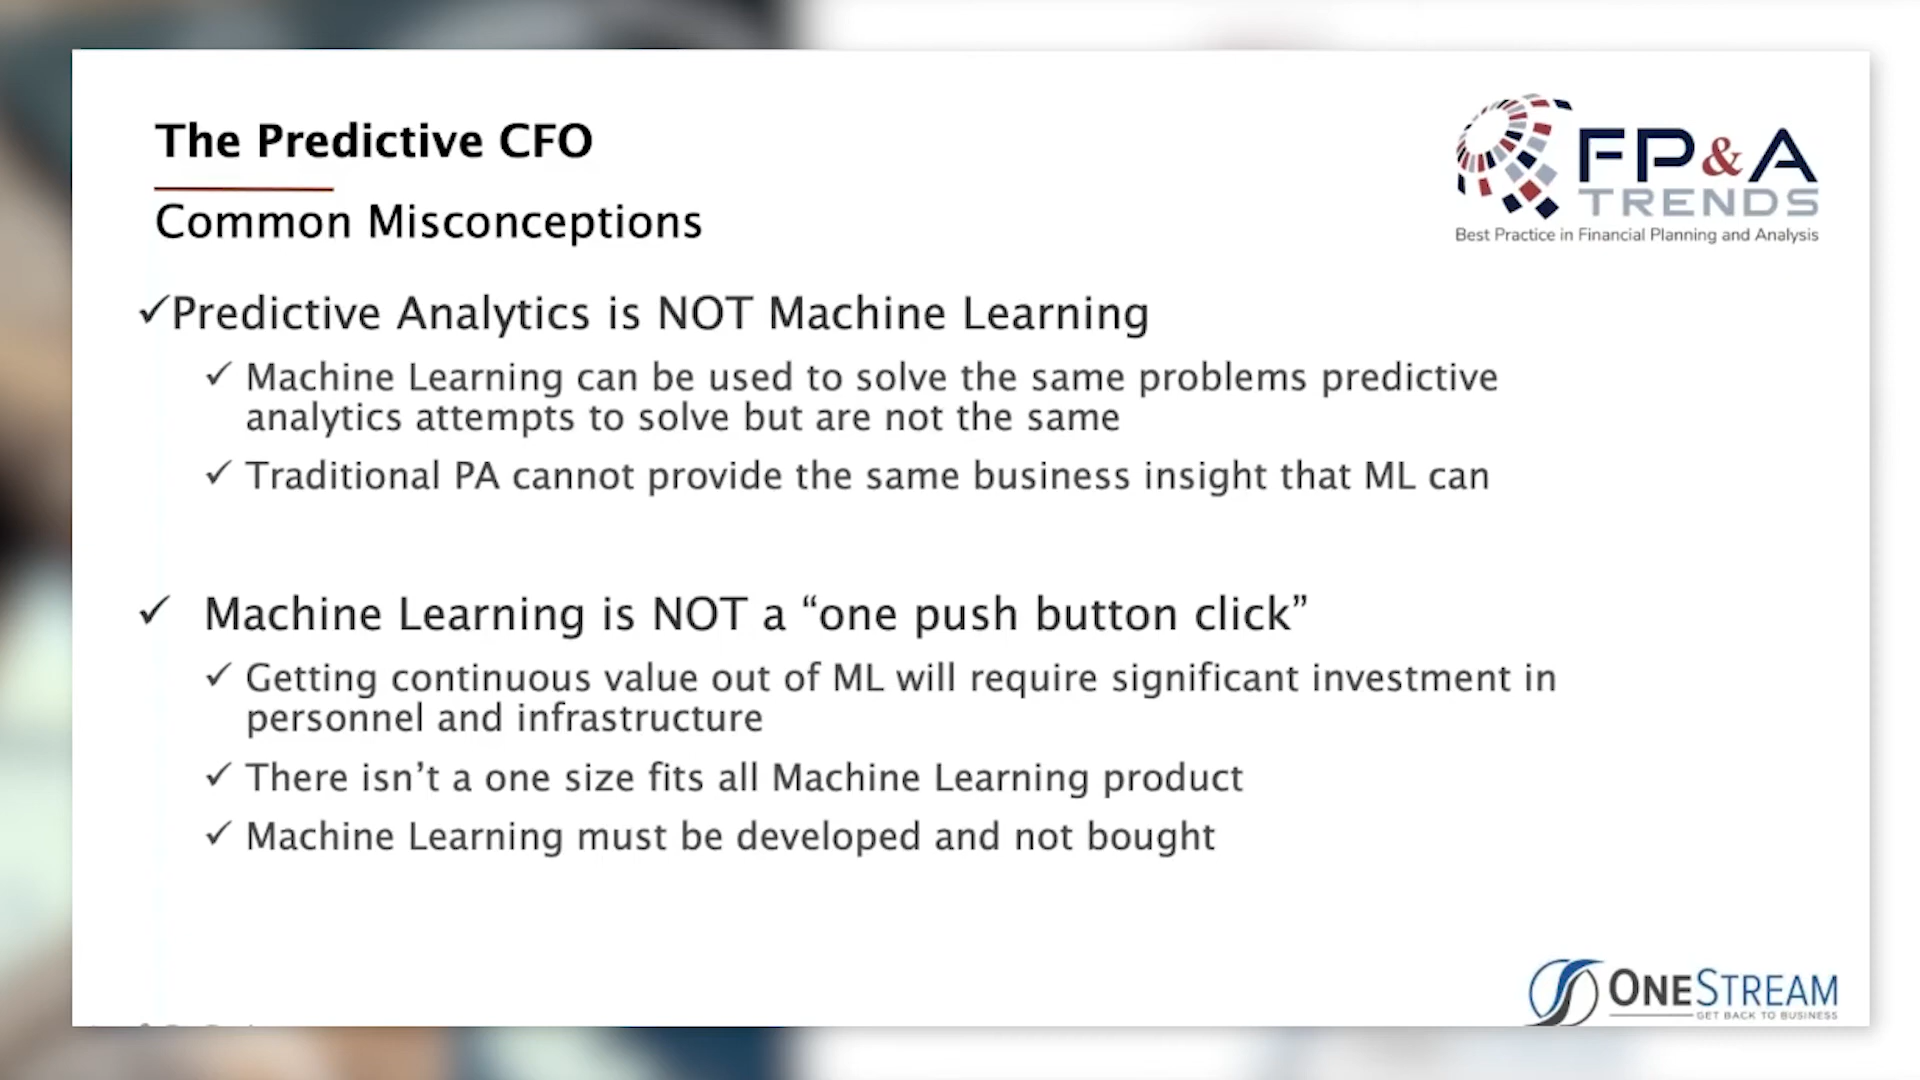 The Predictive CFO
Common Misconceptions
FP&A
TRENDS
Best Practice in Financial Planning and Analysis
✓Predictive Analytics is NOT Machine Learning
✓ Machine Learning can be used to solve the same problems predictive
analytics attempts to solve but are not the same
✓ Traditional PA cannot provide the same business insight that ML can
✓ Machine Learning is NOT a “one push button click”
✓ Getting continuous value out of ML will require significant investment in
personnel and infrastructure
✓ There isn’t a one size fits all Machine Learning product
✓ Machine Learning must be developed and not bought
ONESTREAM
GET BACK TO BUSINESS